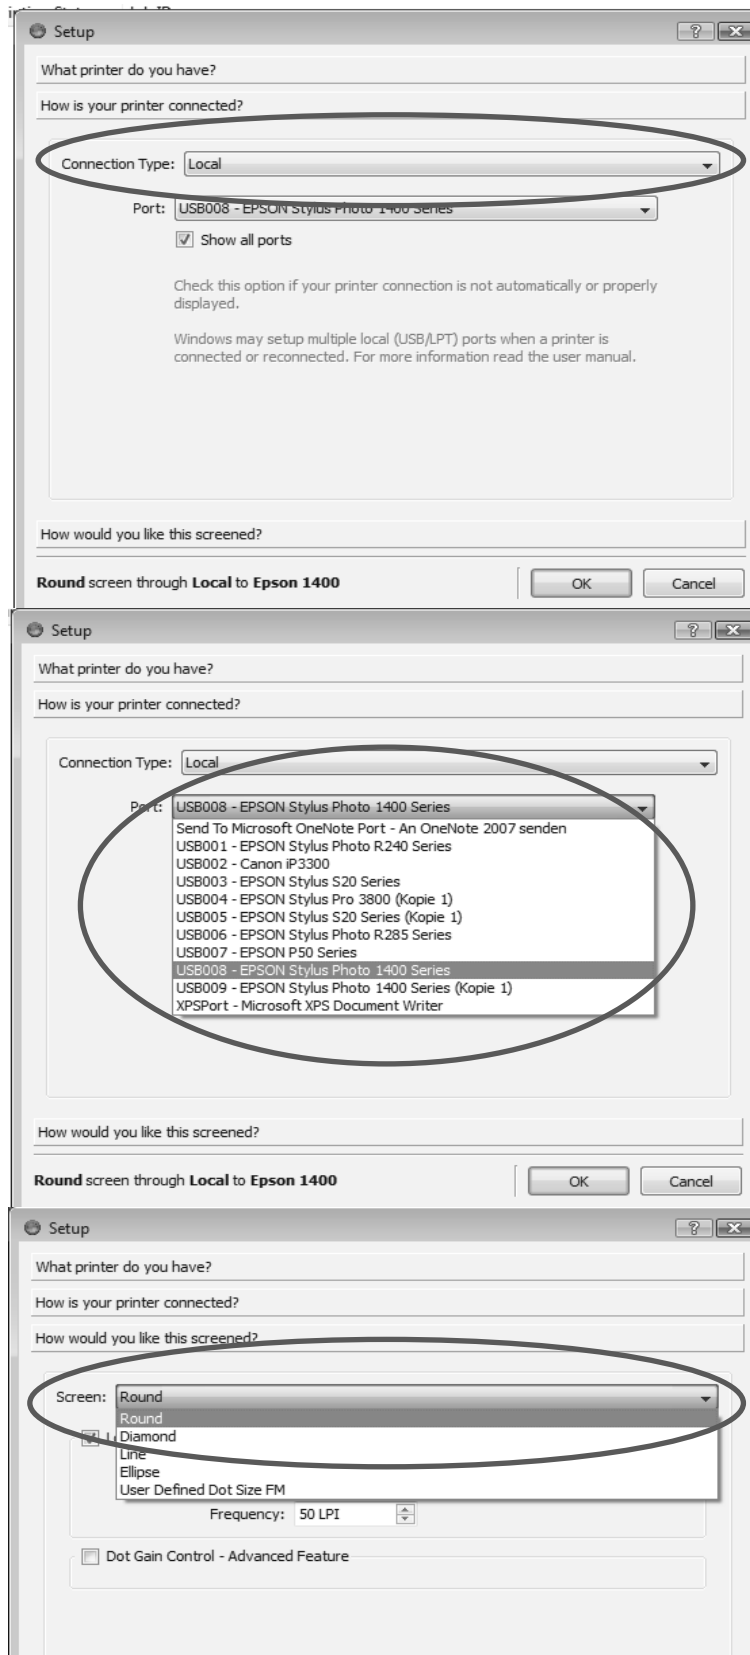 Setup
What printer do you have?
How is your printer connected?
Connection Type: Local
Port: USB008 - EPSON Stylus Photo 1400 Series
Show all ports
Check this option if your printer connection is not automatically or properly
displayed.
Windows may setup multiple local (USB/LPT) ports when a printer is
connected or reconnected. For more information read the user manual.
How would you like this screened?
Round screen through Local to Epson 1400
OK Cancel
Setup
What printer do you have?
How is your printer connected?
Connection Type: Local
Port: USB008 - EPSON Stylus Photo 1400 Series
Send To Microsoft OneNote Port - An OneNote 2007 senden
USB001 - EPSON Stylus Photo R240 Series
USB002 - Canon iP3300
USB003 - EPSON Stylus S20 Series
USB004 - EPSON Stylus Pro 3800 (Kopie 1)
USB005 - EPSON Stylus S20 Series (Kopie 1)
USB006 - EPSON Stylus Photo R285 Series
USB007 - EPSON P50 Series
USB008 - EPSON Stylus Photo 1400 Series
USB009 - EPSON Stylus Photo 1400 Series (Kopie 1)
XPSPort - Microsoft XPS Document Writer
How would you like this screened?
Round screen through Local to Epson 1400
OK Cancel
Setup
What printer do you have?
How is your printer connected?
How would you like this screened?
Screen: Round
Round
Diamond
Line
Ellipse
User Defined Dot Size FM
Frequency: 50 LPI
Dot Gain Control - Advanced Feature